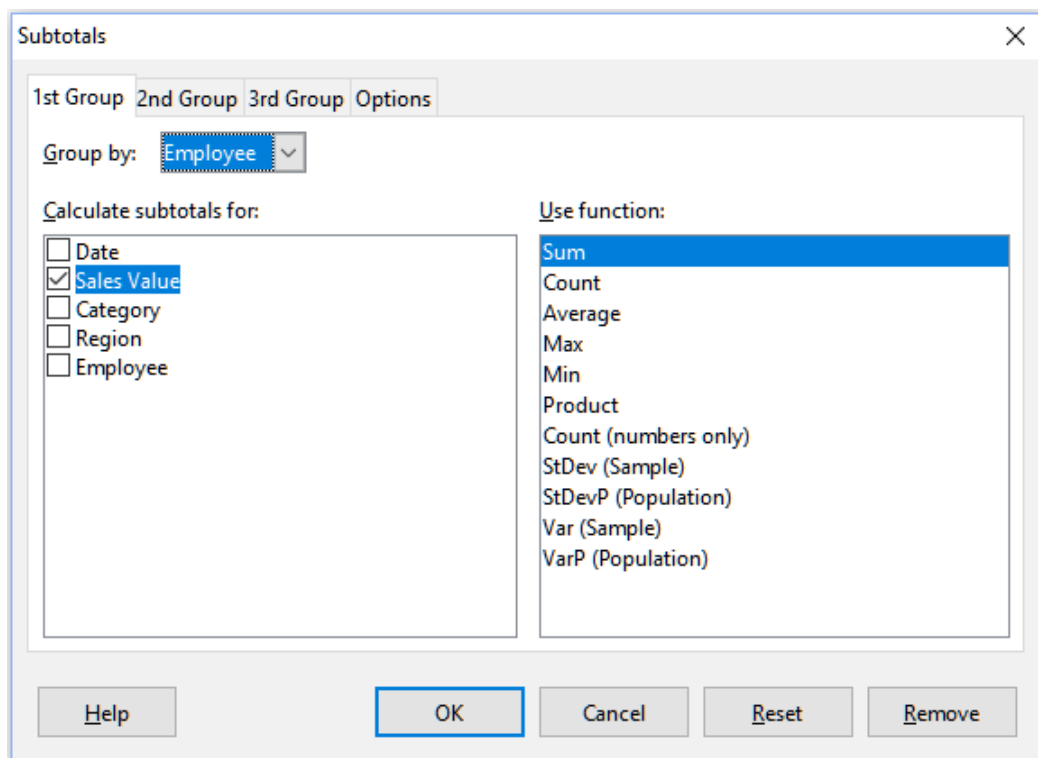 Subtotals
1st Group 2nd Group 3rd Group Options
Group by: Employee
Calculate subtotals for:
Date
Sales Value
Category
Region
Employee
Use function:
Sum
Count
Average
Max
Min
Product
Count (numbers only)
StDev (Sample)
StDevP (Population)
Var (Sample)
VarP (Population)
Help OK Cancel Reset Remove